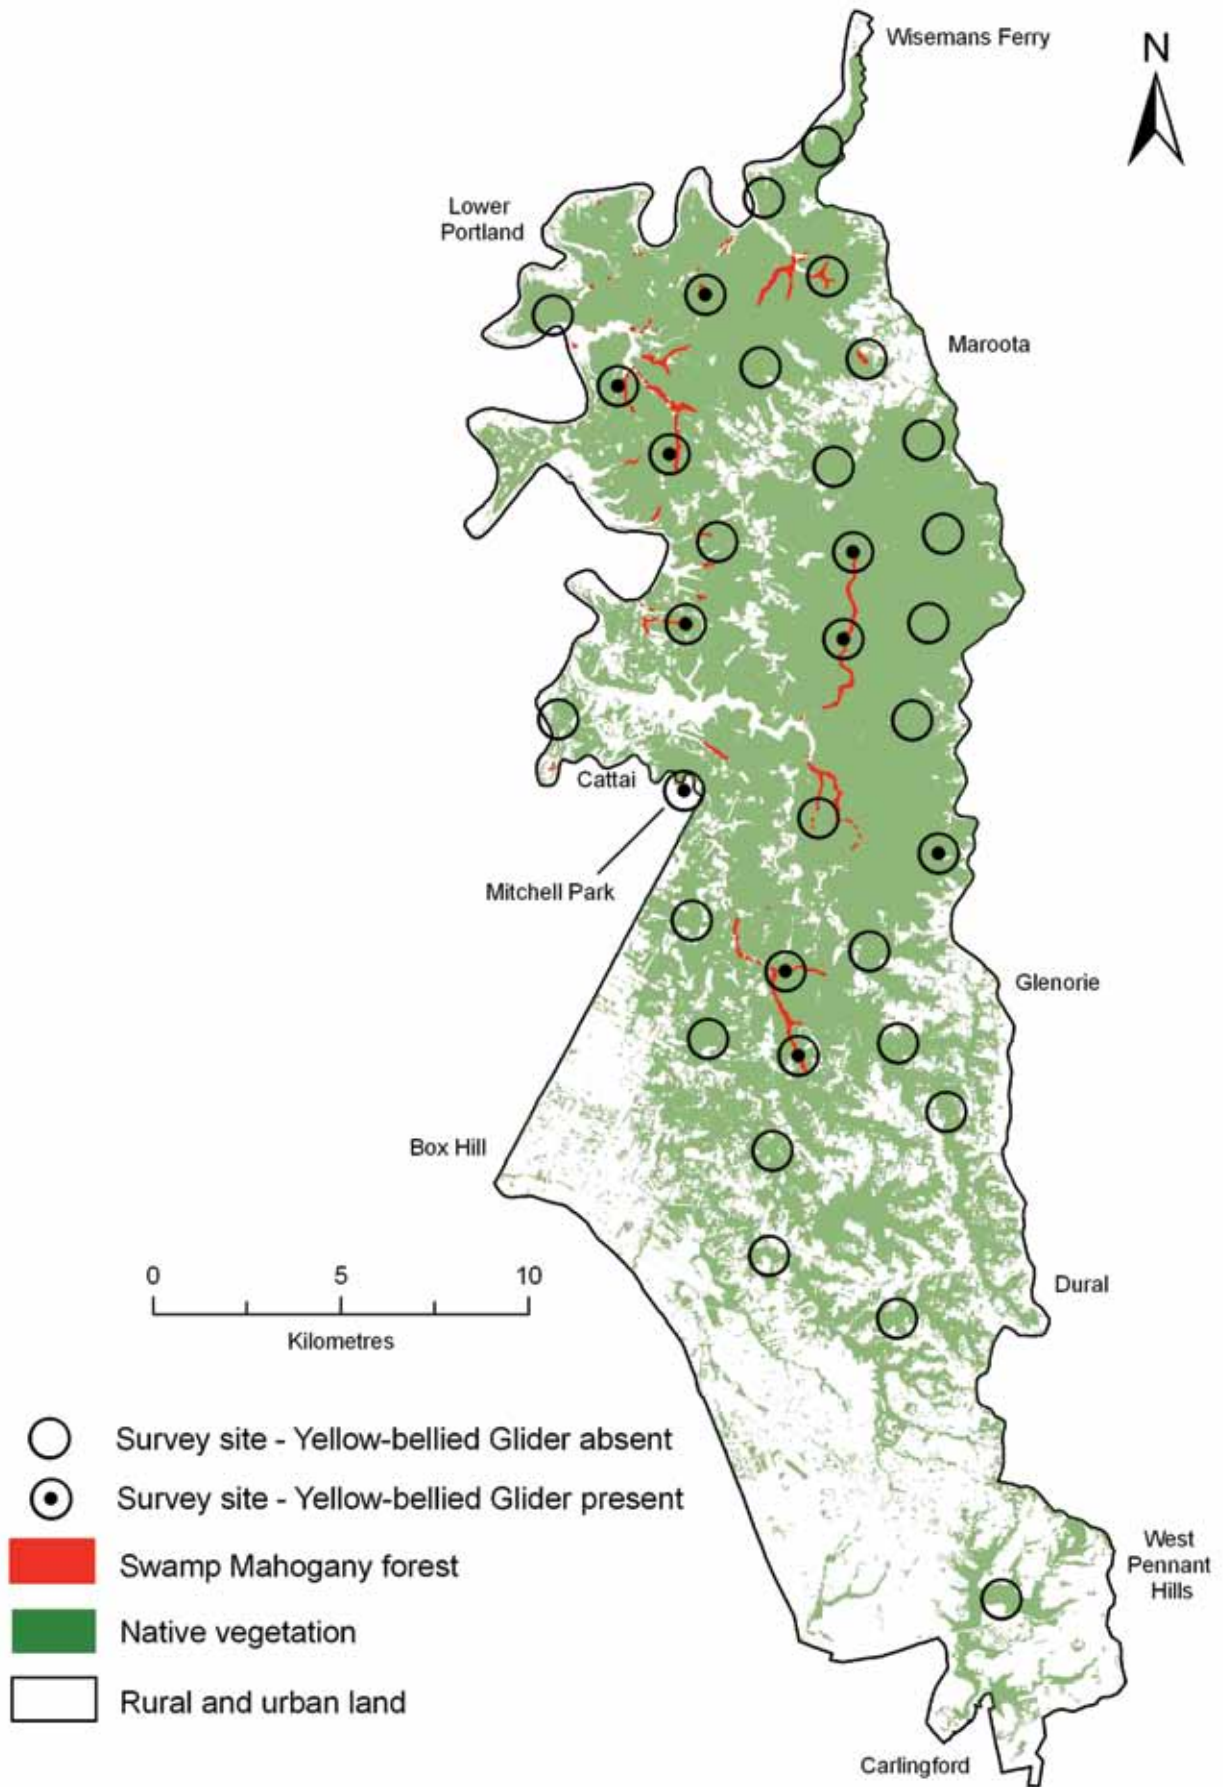 Wisemans Ferry
N
Lower
Portland
Maroota
Cattai
Mitchell Park
Glenorie
Box Hill
0 5 10
Kilometres
Dural
Survey site - Yellow-bellied Glider absent
Survey site - Yellow-bellied Glider present
Swamp Mahogany forest
Native vegetation
Rural and urban land
West
Pennant
Hills
Carlingford